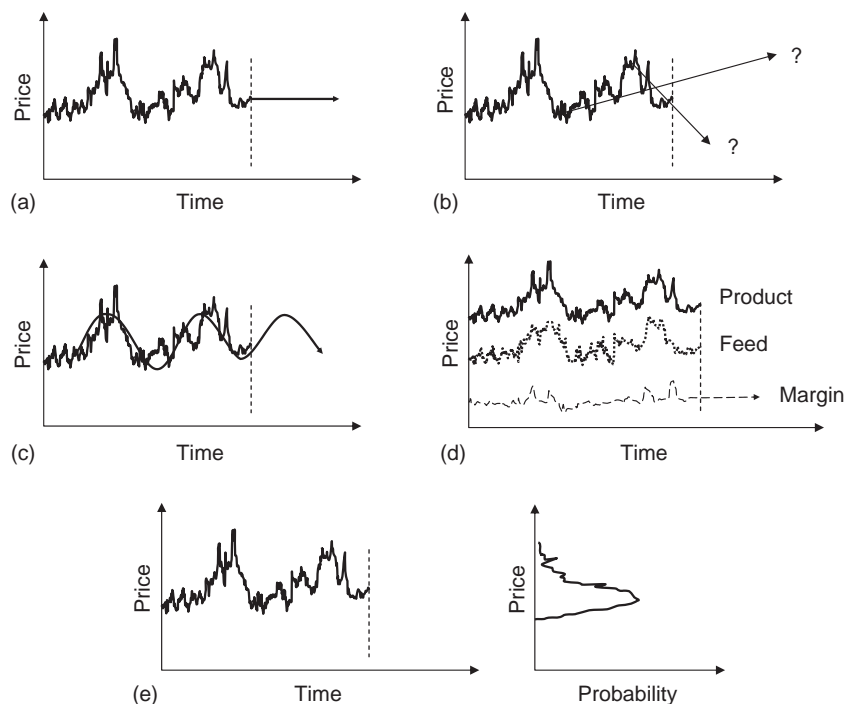 Price
Time
(a)
Price
?
?
Time
(b)
Price
Time
(c)
Price
Product
Feed
Margin
Time
(d)
Price
Time
(e)
Price
Probability